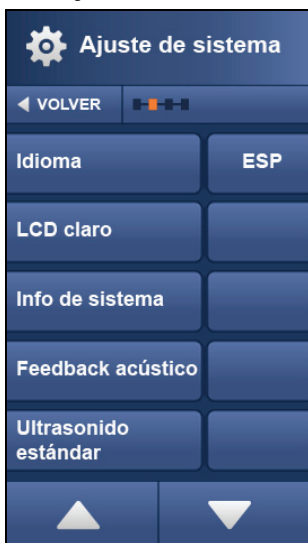 Ajuste de sistema
VOLVER
Idioma
ESP
LCD claro
Info de sistema
Feedback acústico
Ultrasonido
estándar